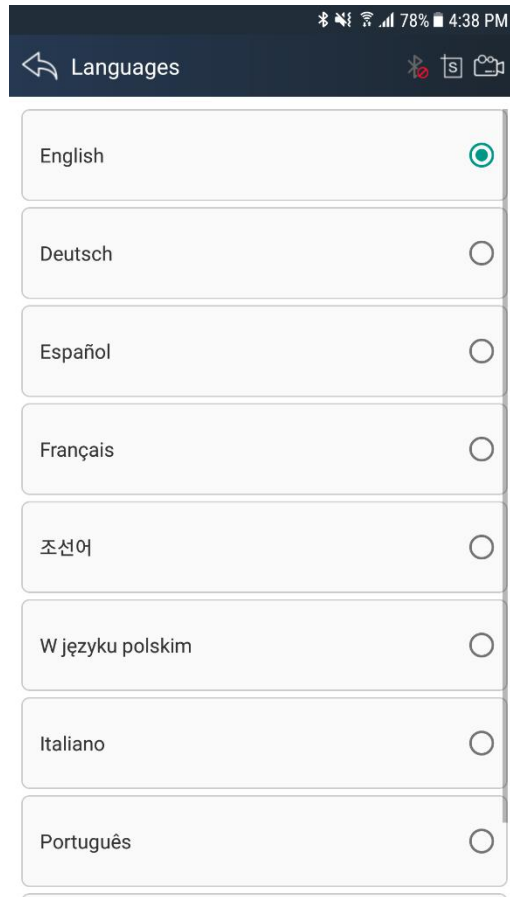 78% 4:38 PM
Languages
S
English
Deutsch
Español
Français
조선어
W języku polskim
Italiano
Português